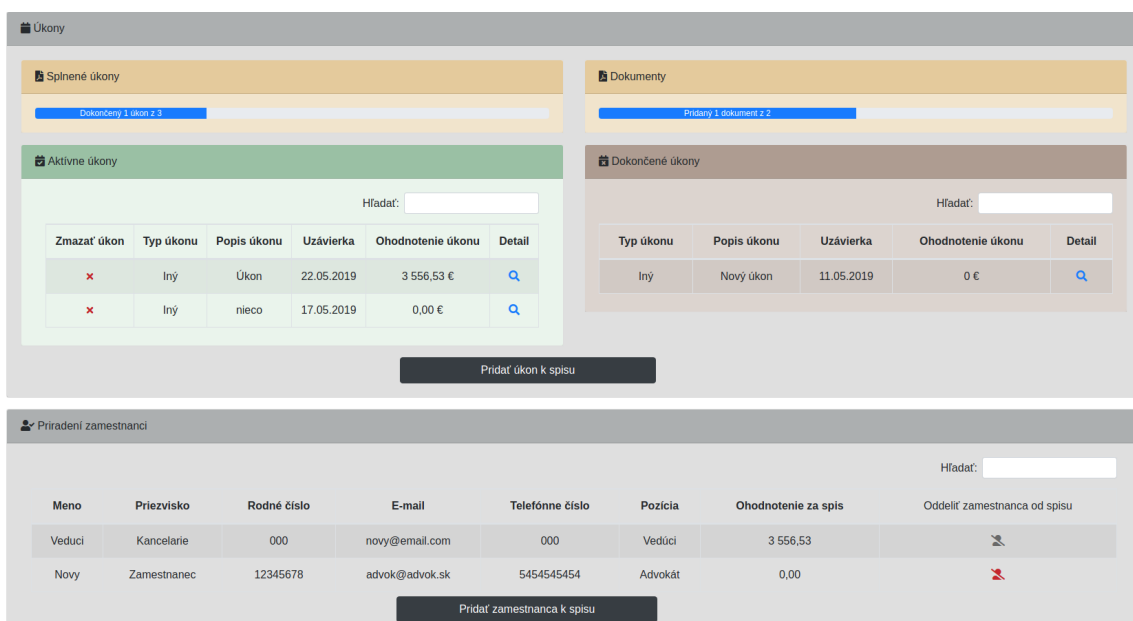 Úkony
Splnené úkony
Dokončený 1 úkon z 3
Dokumenty
Pridaný 1 dokument z 2
Aktívne úkony
Hľadať:
Zmazať úkon Typ úkonu Popis úkonu Uzávierka Ohodnotenie úkonu Detail
Iný Úkon 22.05.2019 3 556,53 €
Iný nieco 17.05.2019 0,00 €
Dokončené úkony
Hľadať:
Typ úkonu Popis úkonu Uzávierka Ohodnotenie úkonu Detail
Iný Nový úkon 11.05.2019 0 €
Pridať úkon k spisu
Priradení zamestnanci
Hľadať:
Meno Priezvisko Rodné číslo E-mail Telefónne číslo Pozícia Ohodnotenie za spis Oddeliť zamestnanca od spisu
Veduci Kancelarie 000 novy@email.com 000 Vedúci 3 556,53
Novy Zamestnanec 12345678 advok@advok.sk 5454545454 Advokát 0,00
Pridať zamestnanca k spisu